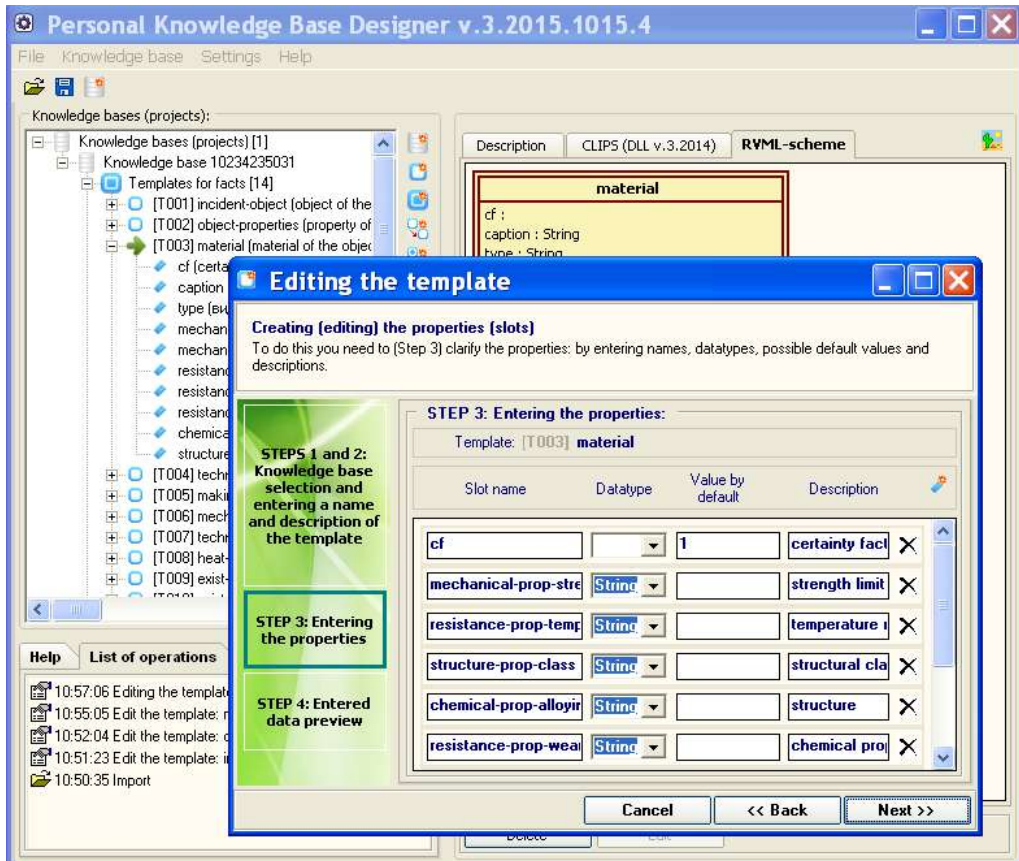 Personal Knowledge Base Designer v.3.2015.1015.4
File Knowledge base Settings Help
Knowledge bases (projects):
Knowledge bases (projects) [1]
Knowledge base 10234235031
Templates for facts [14]
[T001] incident-object (object of the
[T002] object-properties (property of
[T003] material (material of the objec
cf (certa
caption
type (ви
mechan
mechan
resistanc
resistanc
resistanc
chemica
structure
[T004] techn
[T005] makin
[T006] mech
[T007] techn
[T008] heat-
[T009] exist-
Description CLIPS (DLL v.3.2014) RVML-scheme
material
cf :
caption : String
type : String
Editing the template
Creating (editing) the properties (slots)
To do this you need to (Step 3) clarify the properties: by entering names, datatypes, possible default values and
descriptions.
STEPS 1 and 2:
Knowledge base
selection and
entering a name
and description of
the template
STEP 3: Entering
the properties
STEP 4: Entered
data preview
STEP 3: Entering the properties:
Template: [T003] material
Slot name Datatype Value by default Description
cf 1 certainty fact
mechanical-prop-stre String strength limit
resistance-prop-temp String temperature
structure-prop-class String structural cla
chemical-prop-alloyin String structure
resistance-prop-wear String chemical prop
Cancel << Back Next >>
Help List of operations
10:57:06 Editing the template
10:55:05 Edit the template:
10:52:04 Edit the template:
10:51:23 Edit the template:
10:50:35 Import
Delete Edit